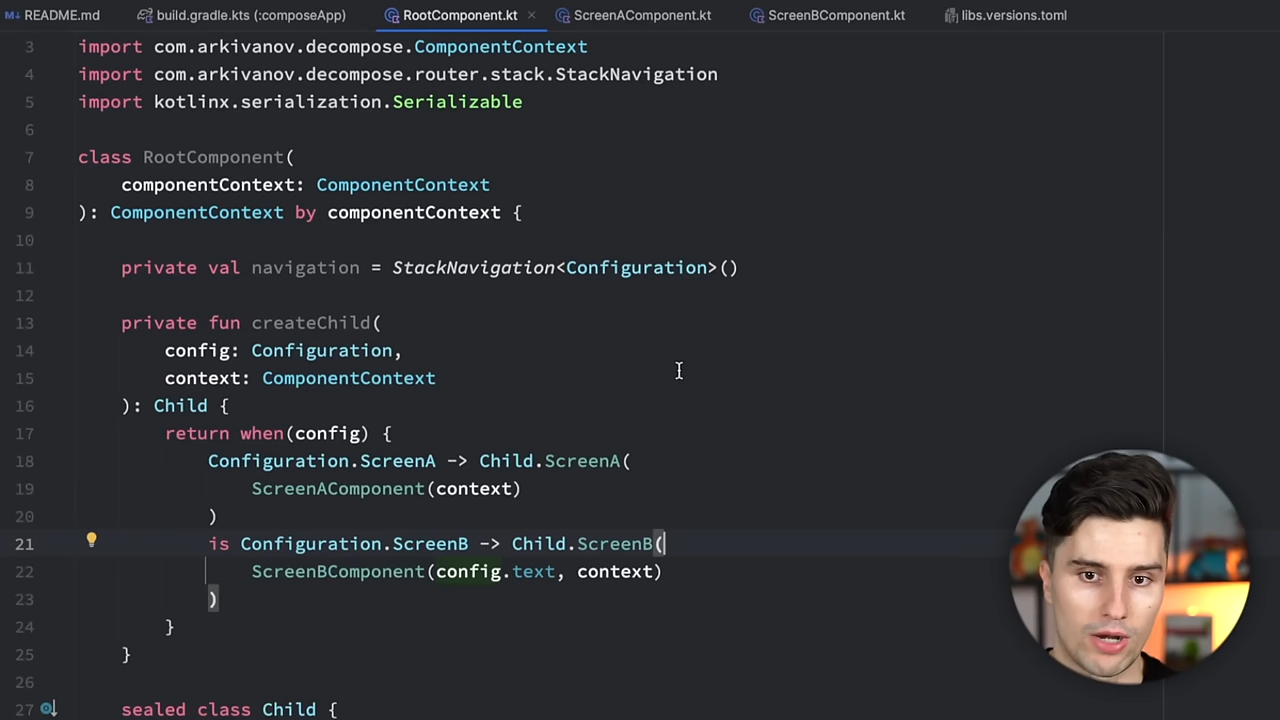 README.md
build.gradle.kts (:composeApp)
RootComponent.kt
ScreenAComponent.kt
ScreenBComponent.kt
libs.versions.toml
3 import com.arkivanov.decompose.ComponentContext
4 import com.arkivanov.decompose.router.stack.StackNavigation
5 import kotlinx.serialization.Serializable
6
7 class RootComponent(
8 componentContext: ComponentContext
9 ): ComponentContext by componentContext {
10
11 private val navigation = StackNavigation<Configuration>()
12
13 private fun createChild(
14 config: Configuration,
15 context: ComponentContext
16 ): Child {
17 return when(config) {
18 Configuration.ScreenA -> Child.ScreenA(
19 ScreenAComponent(context)
20 )
21 is Configuration.ScreenB -> Child.ScreenB(
22 ScreenBComponent(config.text, context)
23 )
24 }
25 }
26
27 sealed class Child {